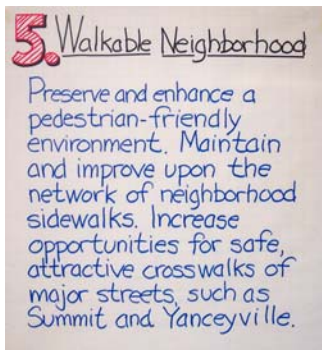 5. Walkable Neighborhood
Preserve and enhance a
pedestrian-friendly
environment. Maintain
and improve upon the
network of neighborhood
sidewalks. Increase
opportunities for safe,
attractive crosswalks of
major streets, such as
Summit and Yanceyville.